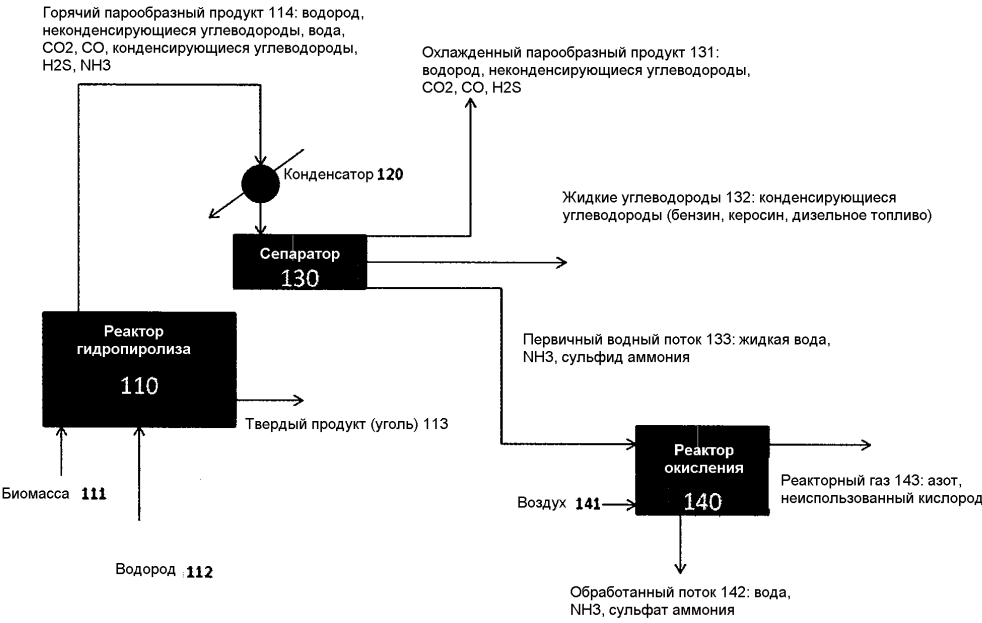 Горячий парообразный продукт 114: водород,
неконденсирующиеся углеводороды, вода,
CO2, CO, конденсирующие углеводороды,
H2S, NH3
Охлажденный парообразный продукт 131:
водород, неконденсирующиеся углеводороды,
CO2, CO, H2S
Конденсатор 120
Жидкие углеводороды 132: конденсирующиеся
углеводороды (бензин, керосин, дизельное топливо)
Сепаратор
130
Реактор
гидропиролиза
110
Первичный водный поток 133: жидкая вода,
NH3, сульфид аммония
Твердый продукт (уголь) 113
Биомасса 111
Водород 112
Реактор
окисления
140
Воздух 141
Реакторный газ 143: азот,
неиспользованный кислород
Обработанный поток 142: вода,
NH3, сульфат аммония